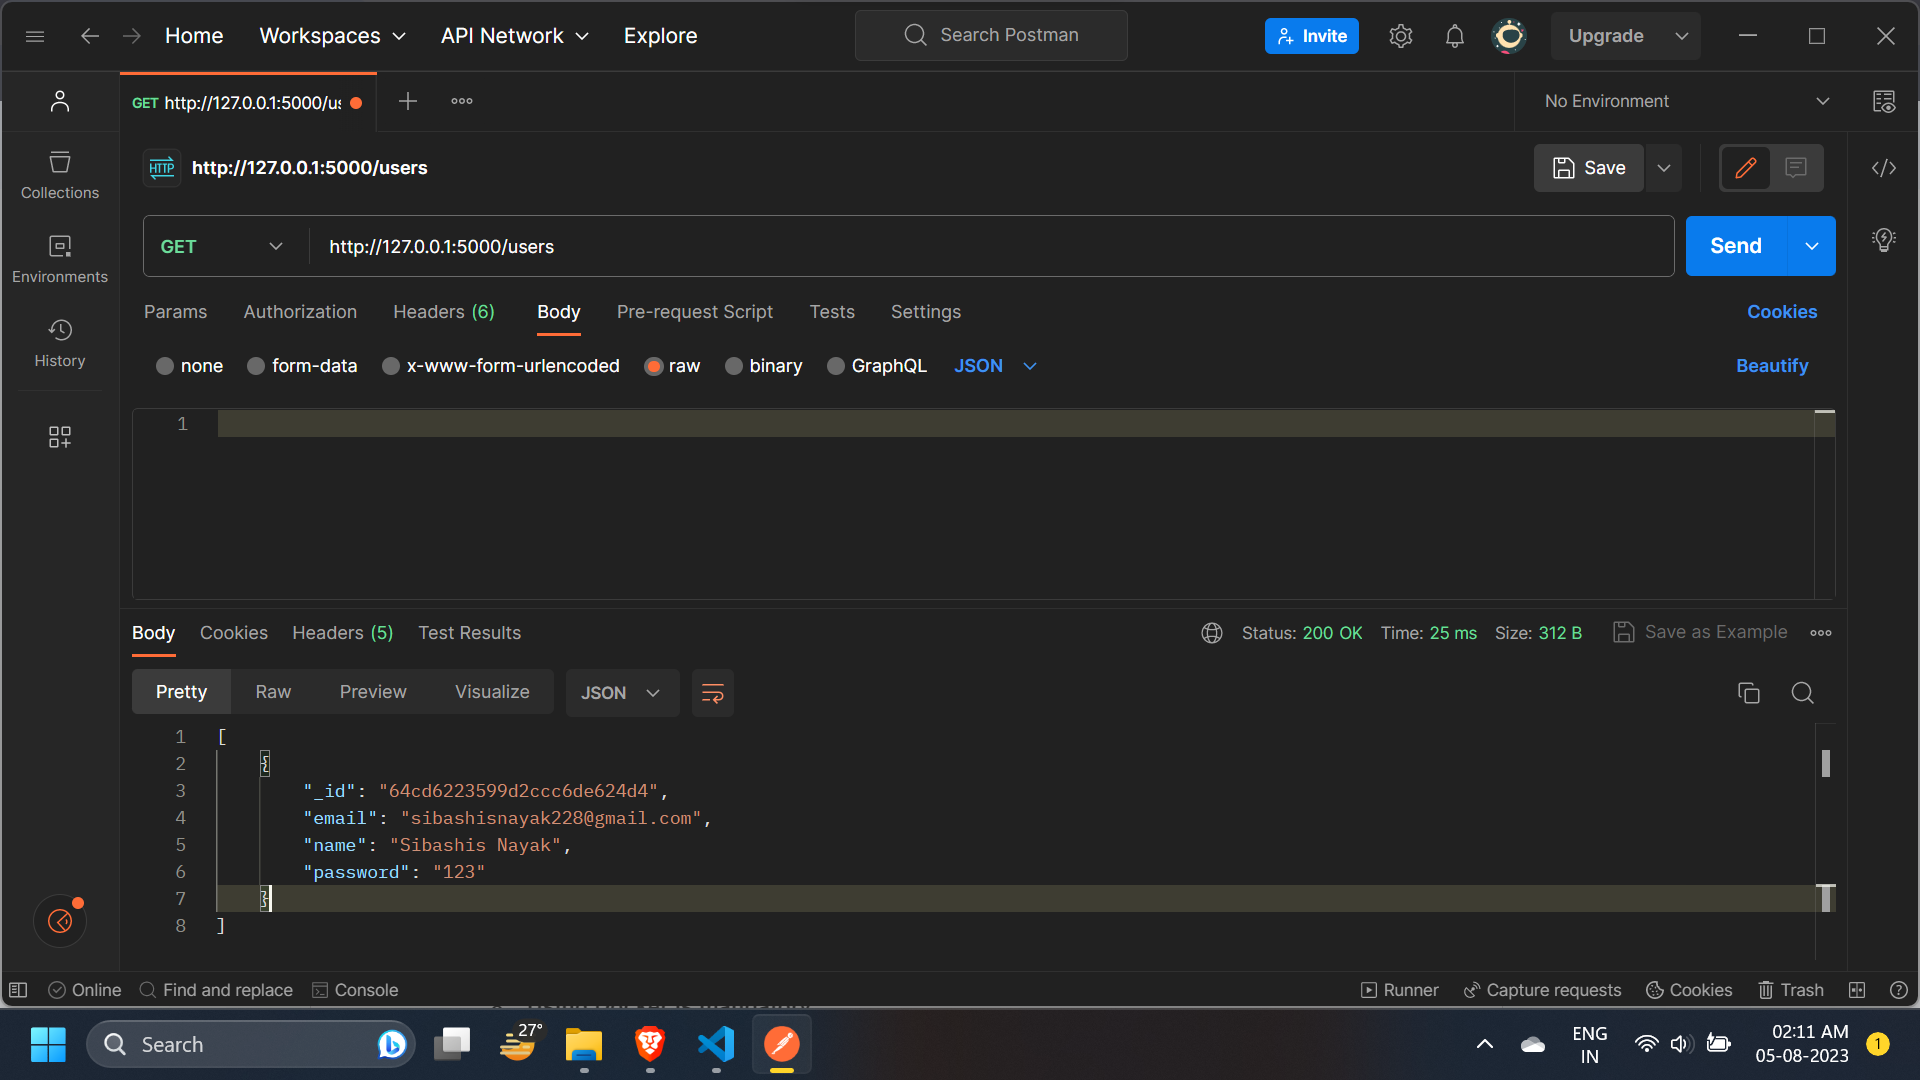 Home Workspaces API Network Explore Search Postman Invite Upgrade
GET http://127.0.0.1:5000/us No Environment
HTTP http://127.0.0.1:5000/users Save
Collections
GET http://127.0.0.1:5000/users Send
Environments
Params Authorization Headers (6) Body Pre-request Script Tests Settings Cookies
History
none form-data x-www-form-urlencoded raw binary GraphQL JSON Beautify
1
Body Cookies Headers (5) Test Results Status: 200 OK Time: 25 ms Size: 312 B Save as Example
Pretty Raw Preview Visualize JSON
1 [
2 {
3 "_id": "64cd6223599d2ccc6de624d4",
4 "email": "sibashisnayak228@gmail.com",
5 "name": "Sibashis Nayak",
6 "password": "123"
7 }
8 ]
Online Find and replace Console Runner Capture requests Cookies Trash
Search 27° ENG IN 02:11 AM 1
05-08-2023